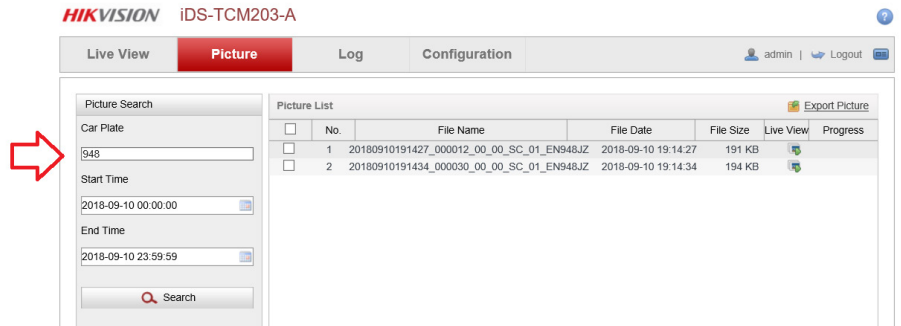 HIKVISION iDS-TCM203-A ?
Live View Picture Log Configuration admin | Logout
Picture Search Picture List Export Picture
Car Plate No. File Name File Date File Size Live View Progress
948 1 20180910191427_000012_00_00_SC_01_EN948JZ 2018-09-10 19:14:27 191 KB
2 20180910191434_000030_00_00_SC_01_EN948JZ 2018-09-10 19:14:34 194 KB
Start Time
2018-09-10 00:00:00
End Time
2018-09-10 23:59:59
Search